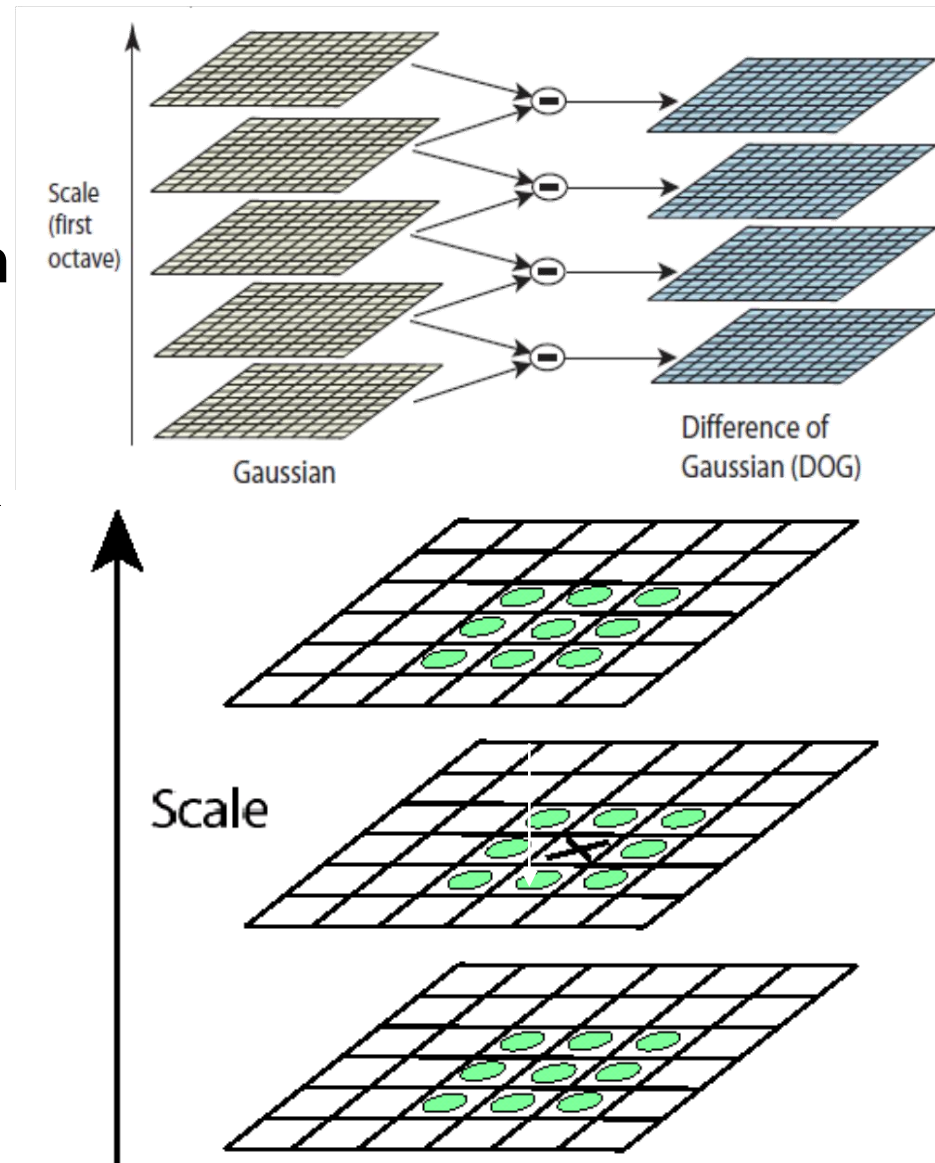 Scale
(first
octave)
n
Gaussian
Difference of
Gaussian (DOG)
Scale